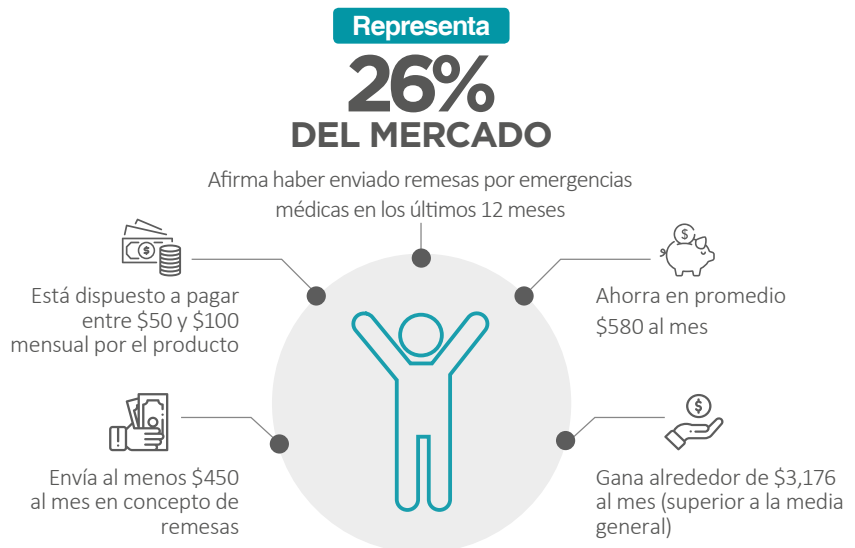 Representa
26%
DEL MERCADO
Afirma haber enviado remesas por emergencias
médicas en los últimos 12 meses
Está dispuesto a pagar
entre $50 y $100
mensual por el producto
Ahorra en promedio
$580 al mes
Envía al menos $450
al mes en concepto de
remesas
Gana alrededor de $3,176
al mes (superior a la media
general)